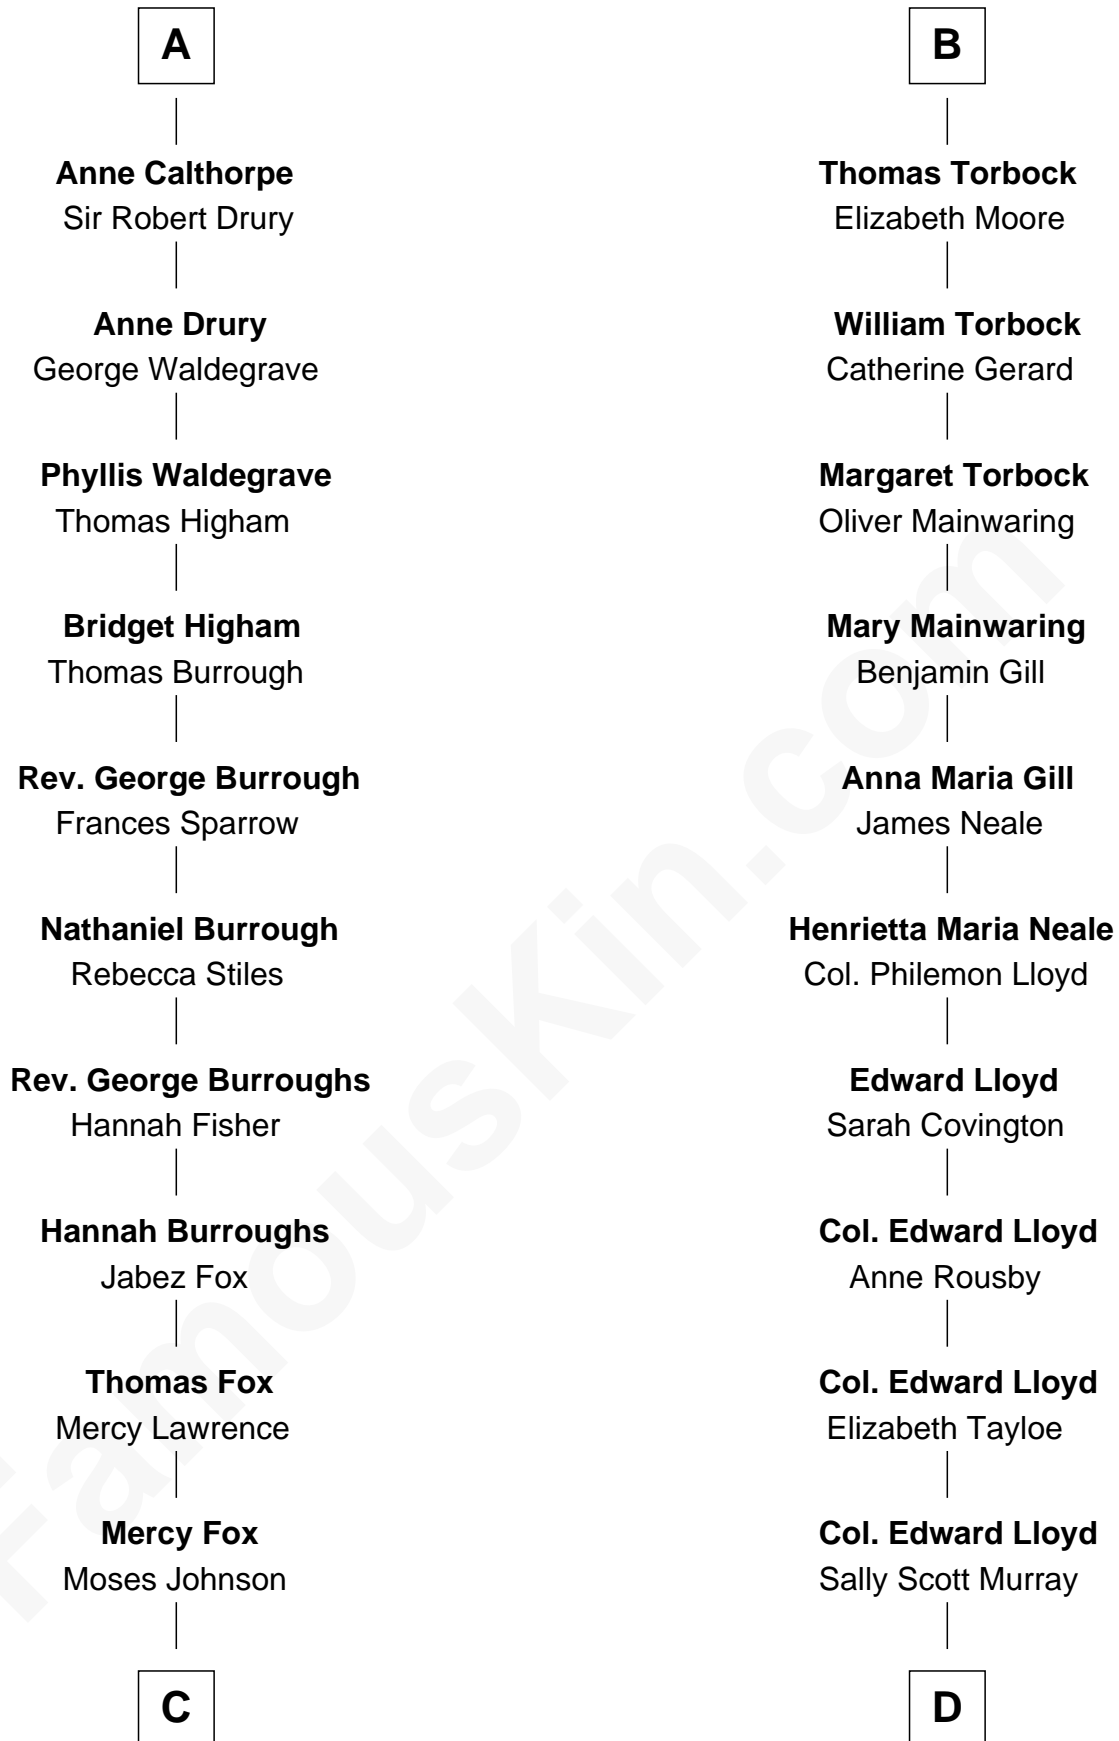 A
Anne Calthorpe
Sir Robert Drury
Anne Drury
George Waldegrave
Phyllis Waldegrave
Thomas Higham
Bridget Higham
Thomas Burrough
Rev. George Burrough
Frances Sparrow
Nathaniel Burrough
Rebecca Stiles
Rev. George Burroughs
Hannah Fisher
Hannah Burroughs
Jabez Fox
Thomas Fox
Mercy Lawrence
Mercy Fox
Moses Johnson
C
B
Thomas Torbock
Elizabeth Moore
William Torbock
Catherine Gerard
Margaret Torbock
Oliver Mainwaring
Mary Mainwaring
Benjamin Gill
Anna Maria Gill
James Neale
Henrietta Maria Neale
Col. Philemon Lloyd
Edward Lloyd
Sarah Covington
Col. Edward Lloyd
Anne Rousby
Col. Edward Lloyd
Elizabeth Tayloe
Col. Edward Lloyd
Sally Scott Murray
D
FamousKin.com